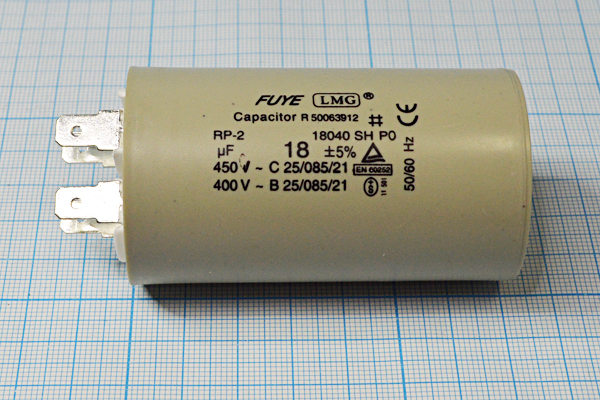 FUYE LMG ®
Capacitor R 50063912
RP-2 18040 SH P0
µF 18 ±5%
450 V ~ C 25/085/21 EN 60252
400 V ~ B 25/085/21
CE
50/60 Hz